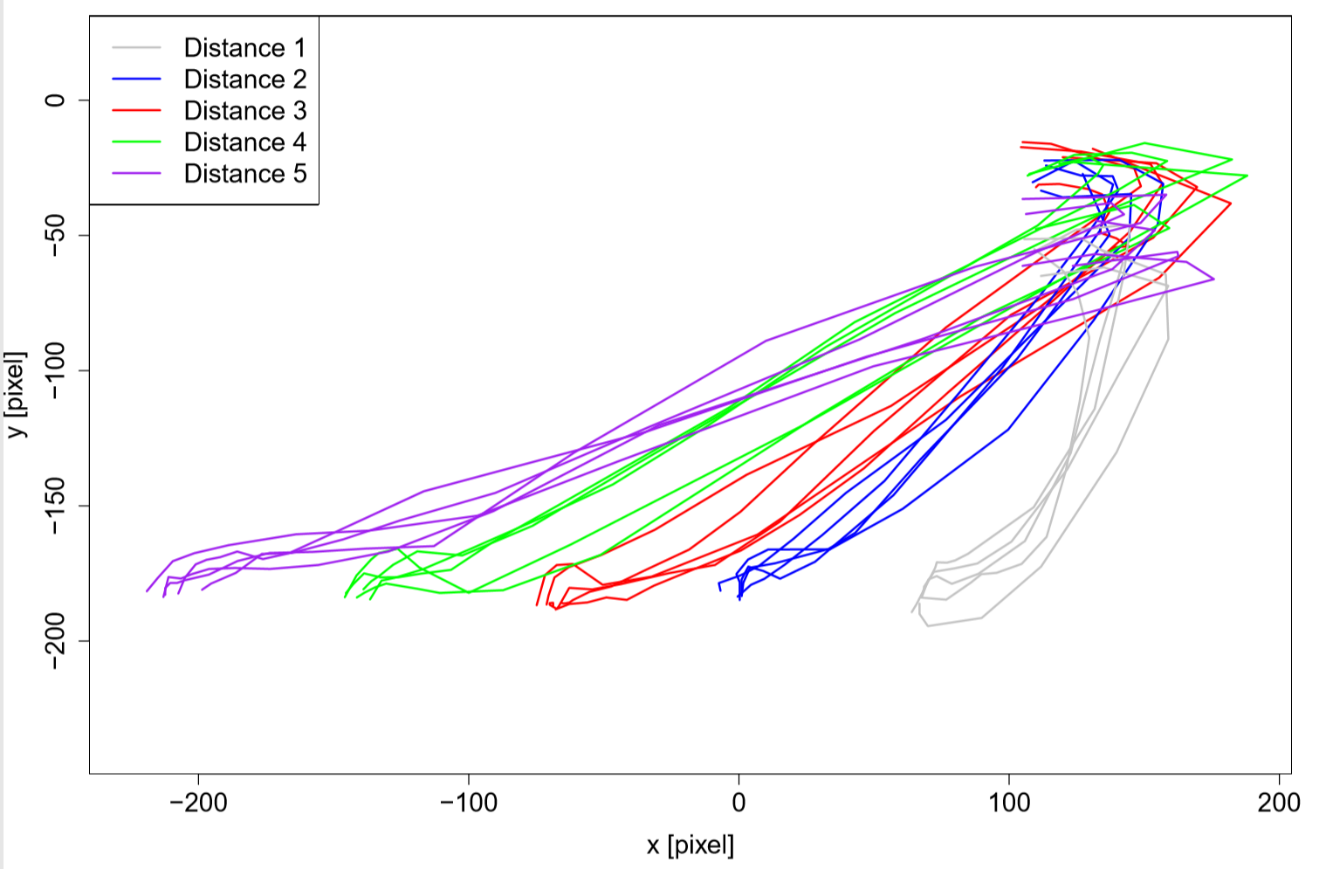 Distance 1
Distance 2
Distance 3
Distance 4
Distance 5
0
−50
−100
−150
−200
y [pixel]
−200 −100 0 100 200
x [pixel]